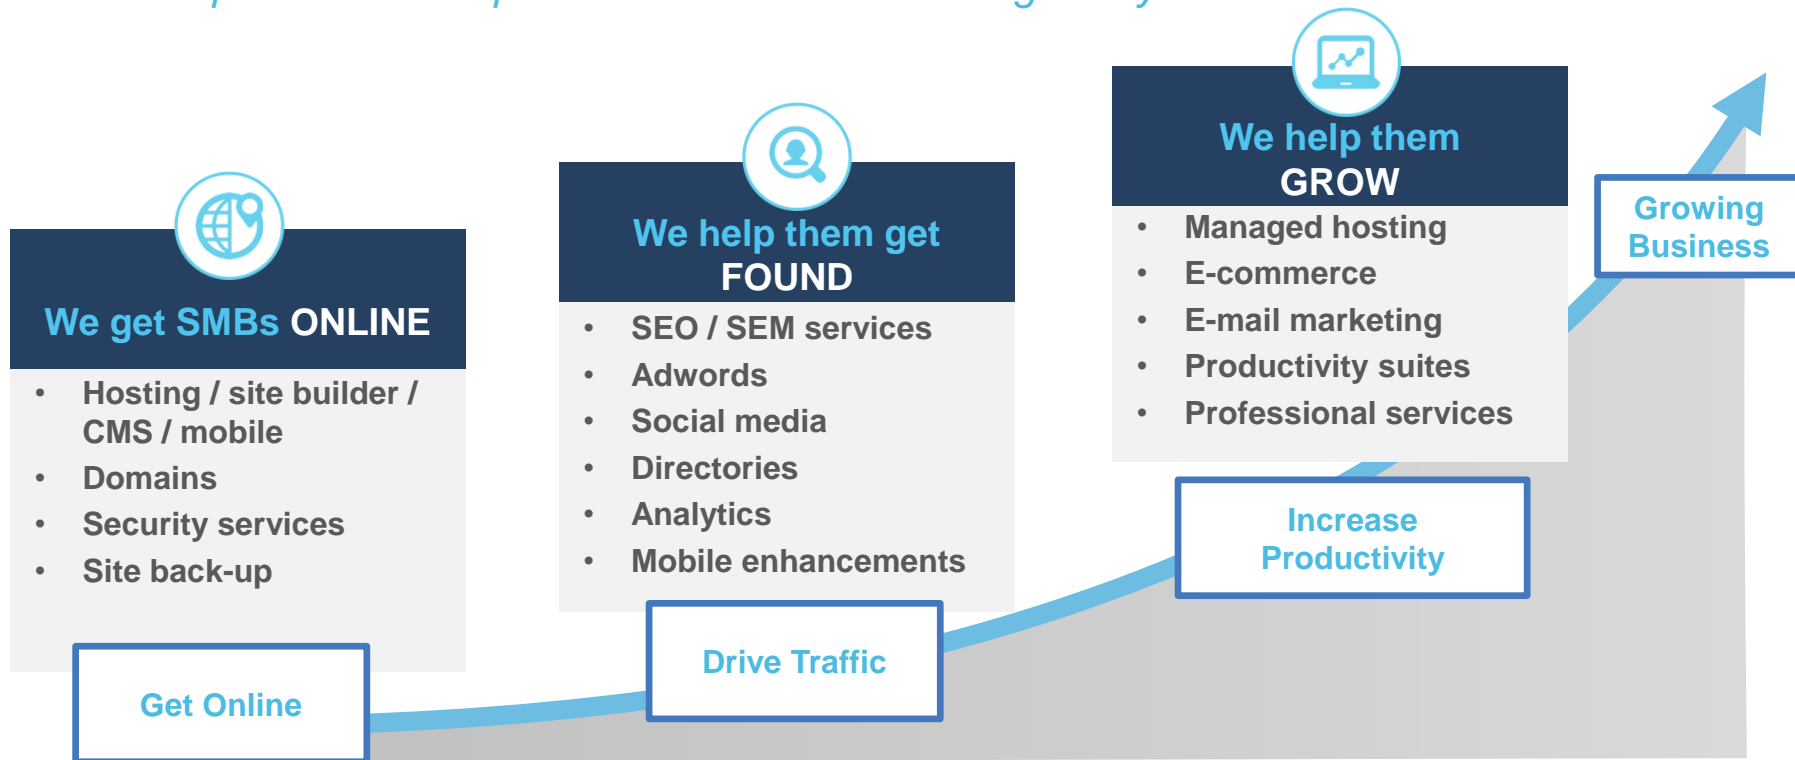 We get SMBs ONLINE
• Hosting / site builder /
CMS / mobile
• Domains
• Security services
• Site back-up
Get Online
We help them get
FOUND
• SEO / SEM services
• Adwords
• Social media
• Directories
• Analytics
• Mobile enhancements
Drive Traffic
We help them
GROW
• Managed hosting
• E-commerce
• E-mail marketing
• Productivity suites
• Professional services
Increase
Productivity
Growing
Business